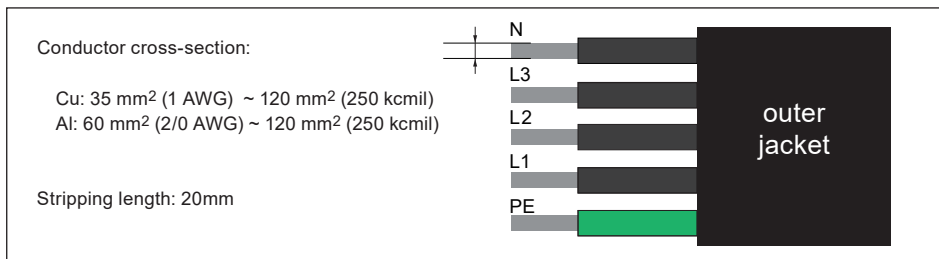 Conductor cross-section:
Cu: 35 mm² (1 AWG) ~ 120 mm² (250 kcmil)
Al: 60 mm² (2/0 AWG) ~ 120 mm² (250 kcmil)
Stripping length: 20mm
N
L3
L2
L1
PE
outer
jacket